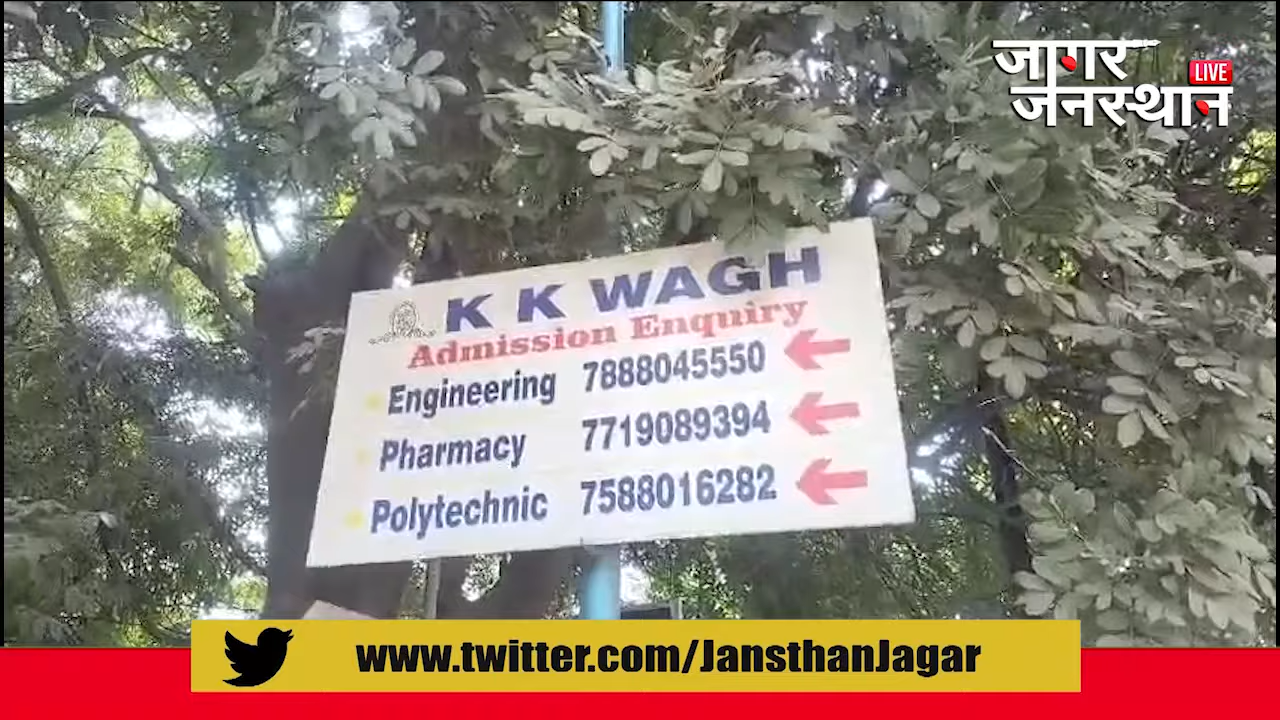 जागर
LIVE
जनस्थान
K K WAGH
Admission Enquiry
Engineering 7888045550
Pharmacy 7719089394
Polytechnic 7588016282
www.twitter.com/JansthanJagar